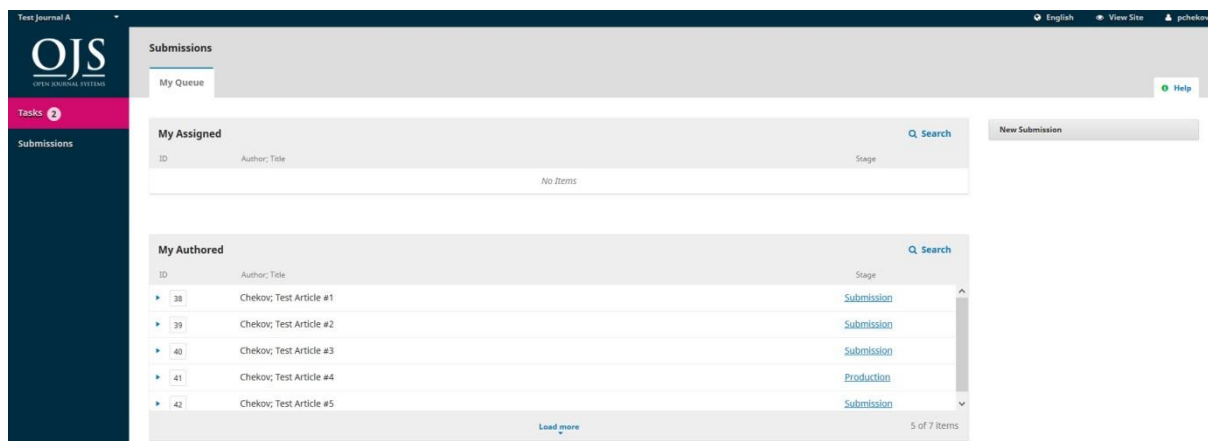 Test Journal A English View Site pchekov
OJS
OPEN JOURNAL SYSTEMS
Tasks 2
Submissions
Submissions
My Queue
Help
My Assigned Search
ID Author; Title Stage
No Items
New Submission
My Authored Search
ID Author; Title Stage
38 Chekov; Test Article #1 Submission
39 Chekov; Test Article #2 Submission
40 Chekov; Test Article #3 Submission
41 Chekov; Test Article #4 Production
42 Chekov; Test Article #5 Submission
Load more 5 of 7 items